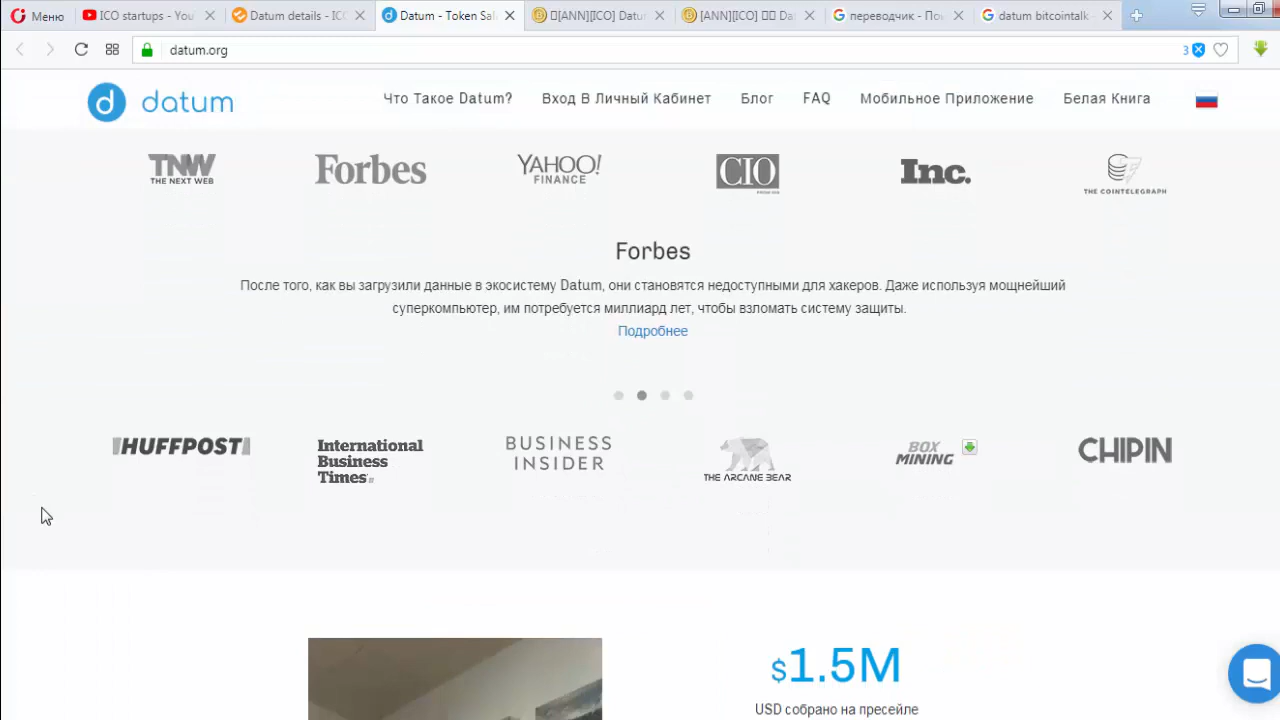 Меню
ICO startups - You
Datum details - ICO
Datum - Token Sal
[ANN][ICO] Datu
[ANN][ICO] Dat
переводчик - По
datum bitcointalk -
datum.org
3
datum
Что Такое Datum?
Вход В Личный Кабинет
Блог
FAQ
Мобильное Приложение
Белая Книга
TNW
THE NEXT WEB
Forbes
YAHOO!
FINANCE
CIO
Inc.
THE COINTELEGRAPH
Forbes
После того, как вы загрузили данные в экосистему Datum, они становятся недоступными для хакеров. Даже используя мощнейший
суперкомпьютер, им потребуется миллиард лет, чтобы взломать систему защиты.
Подробнее
HUFFPOST
International
Business
Times
BUSINESS
INSIDER
THE ARCANE BEAR
BOX
MINING
CHIPIN
$1.5M
USD собрано на пресейле